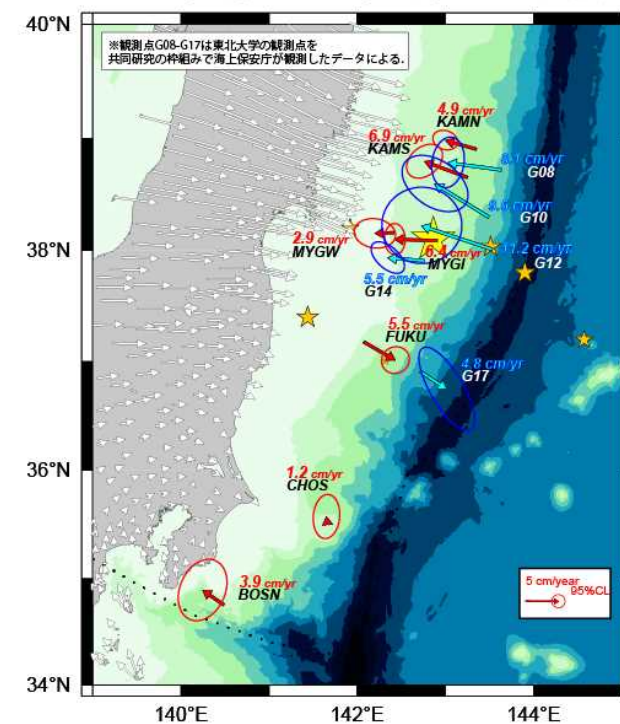 40°N
※観測点G08-G17は東北大学の観測点を
共同研究の枠組みで海上保安庁が観測したデータによる.
4.9 cm/yr
KAMN
6.9 cm/yr
KAMS
G08
G10
38°N
2.9 cm/yr
MYGW
6.4 cm/yr
MYGI
11.2 cm/yr
G12
5.5 cm/yr
G14
5.5 cm/yr
FUKU
4.8 cm/yr
G17
36°N
1.2 cm/yr
CHOS
3.9 cm/yr
BOSN
5 cm/year
95%CL
34°N
140°E
142°E
144°E